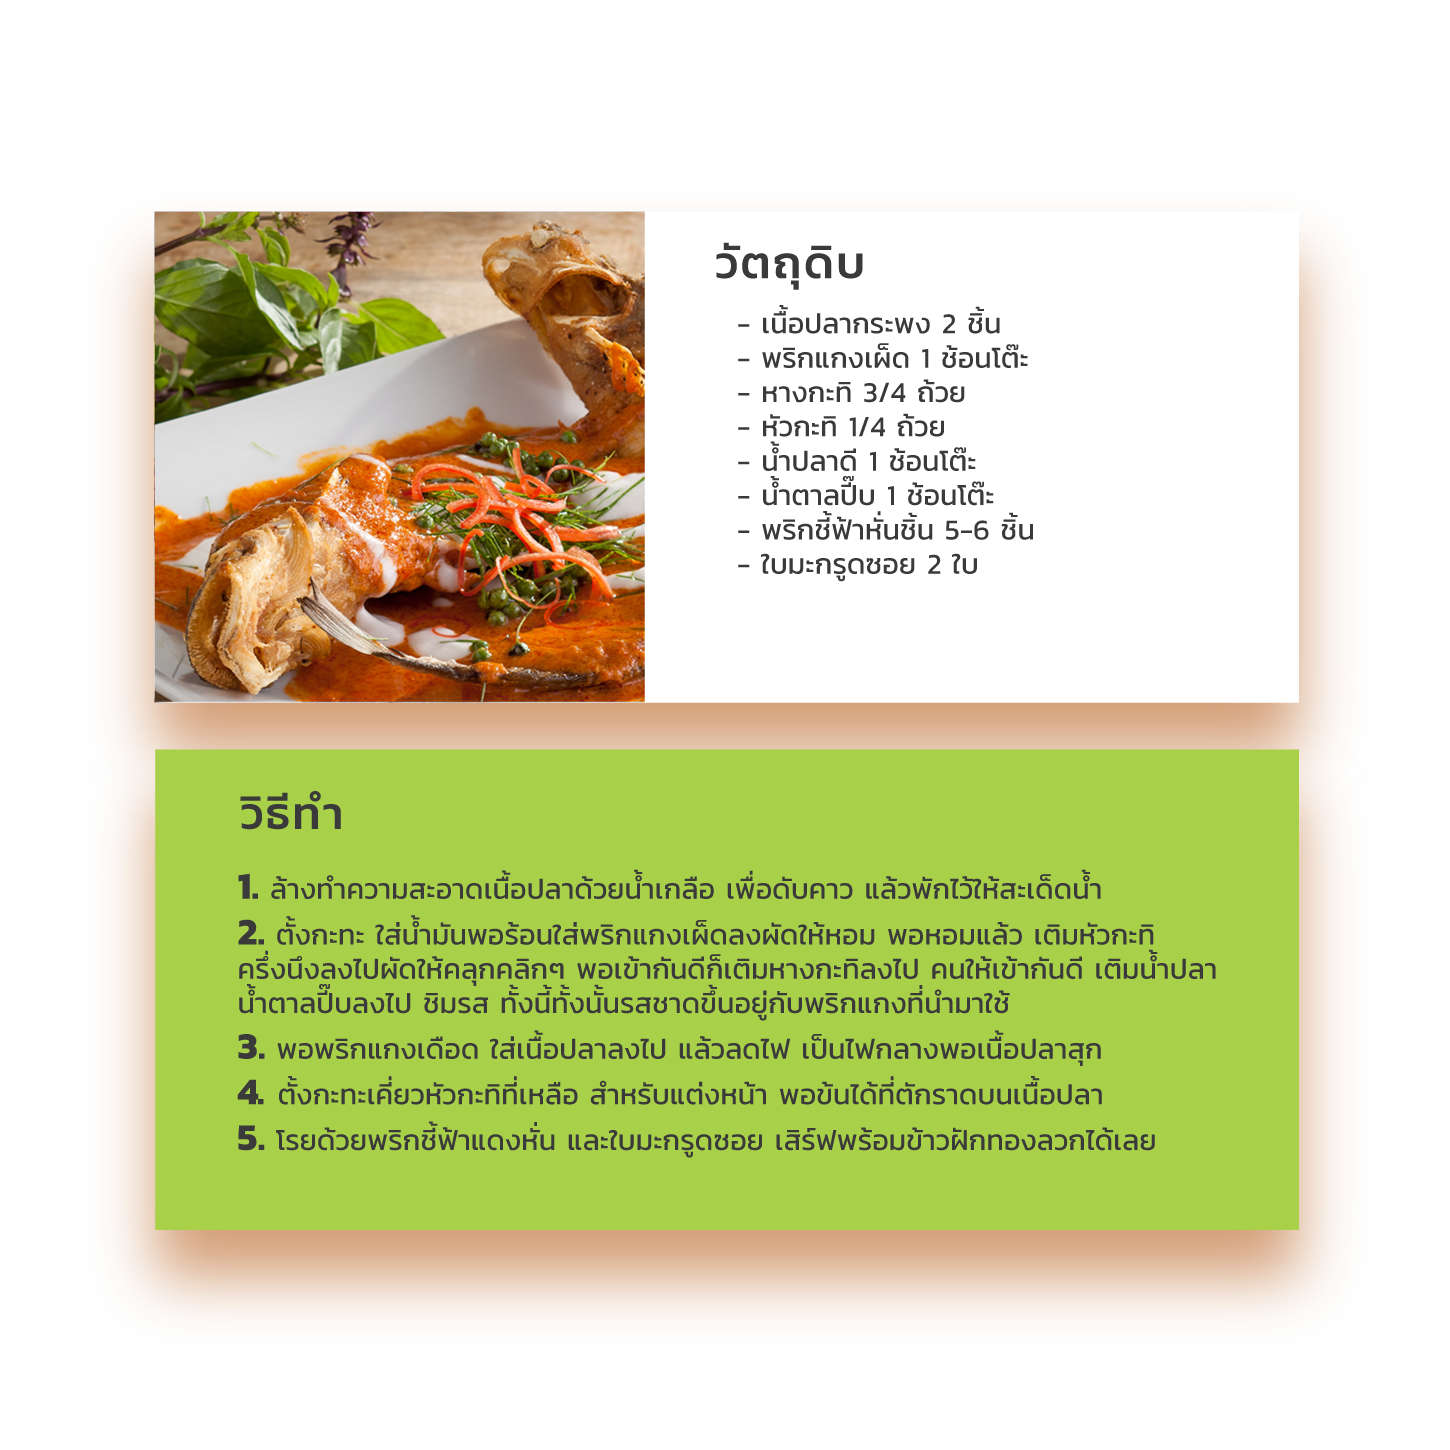 วัตถุดิบ
- เนื้อปลากระพง 2 ชิ้น
- พริกแกงเผ็ด 1 ช้อนโต๊ะ
- หางกะทิ 3/4 ถ้วย
- หัวกะทิ 1/4 ถ้วย
- น้ำปลาดี 1 ช้อนโต๊ะ
- น้ำตาลปี๊บ 1 ช้อนโต๊ะ
- พริกชี้ฟ้าหั่นชิ้น 5-6 ชิ้น
- ใบมะกรูดซอย 2 ใบ
วิธีทำ
1. ล้างทำความสะอาดเนื้อปลาด้วยน้ำเกลือ เพื่อดับคาว แล้วพักไว้ให้สะเด็ดน้ำ
2. ตั้งกะทะ ใส่น้ำมันพอร้อนใส่พริกแกงเผ็ดลงผัดให้หอม พอหอมแล้ว เติมหัวกะทิ
ครึ่งนึงลงไปผัดให้คลุกคลิกๆ พอเข้ากันดีก็เติมหางกะทิลงไป คนให้เข้ากันดี เติมน้ำปลา
น้ำตาลปี๊บลงไป ชิมรส ทั้งนี้ทั้งนั้นรสชาดขึ้นอยู่กับพริกแกงที่นำมาใช้
3. พอพริกแกงเดือด ใส่เนื้อปลาลงไป แล้วลดไฟ เป็นไฟกลางพอเนื้อปลาสุก
4. ตั้งกะทะเคี่ยวหัวกะทิที่เหลือ สำหรับแต่งหน้า พอข้นได้ที่ตักราดบนเนื้อปลา
5. โรยด้วยพริกชี้ฟ้าแดงหั่น และใบมะกรูดซอย เสิร์ฟพร้อมข้าวฝักทองลวกได้เลย